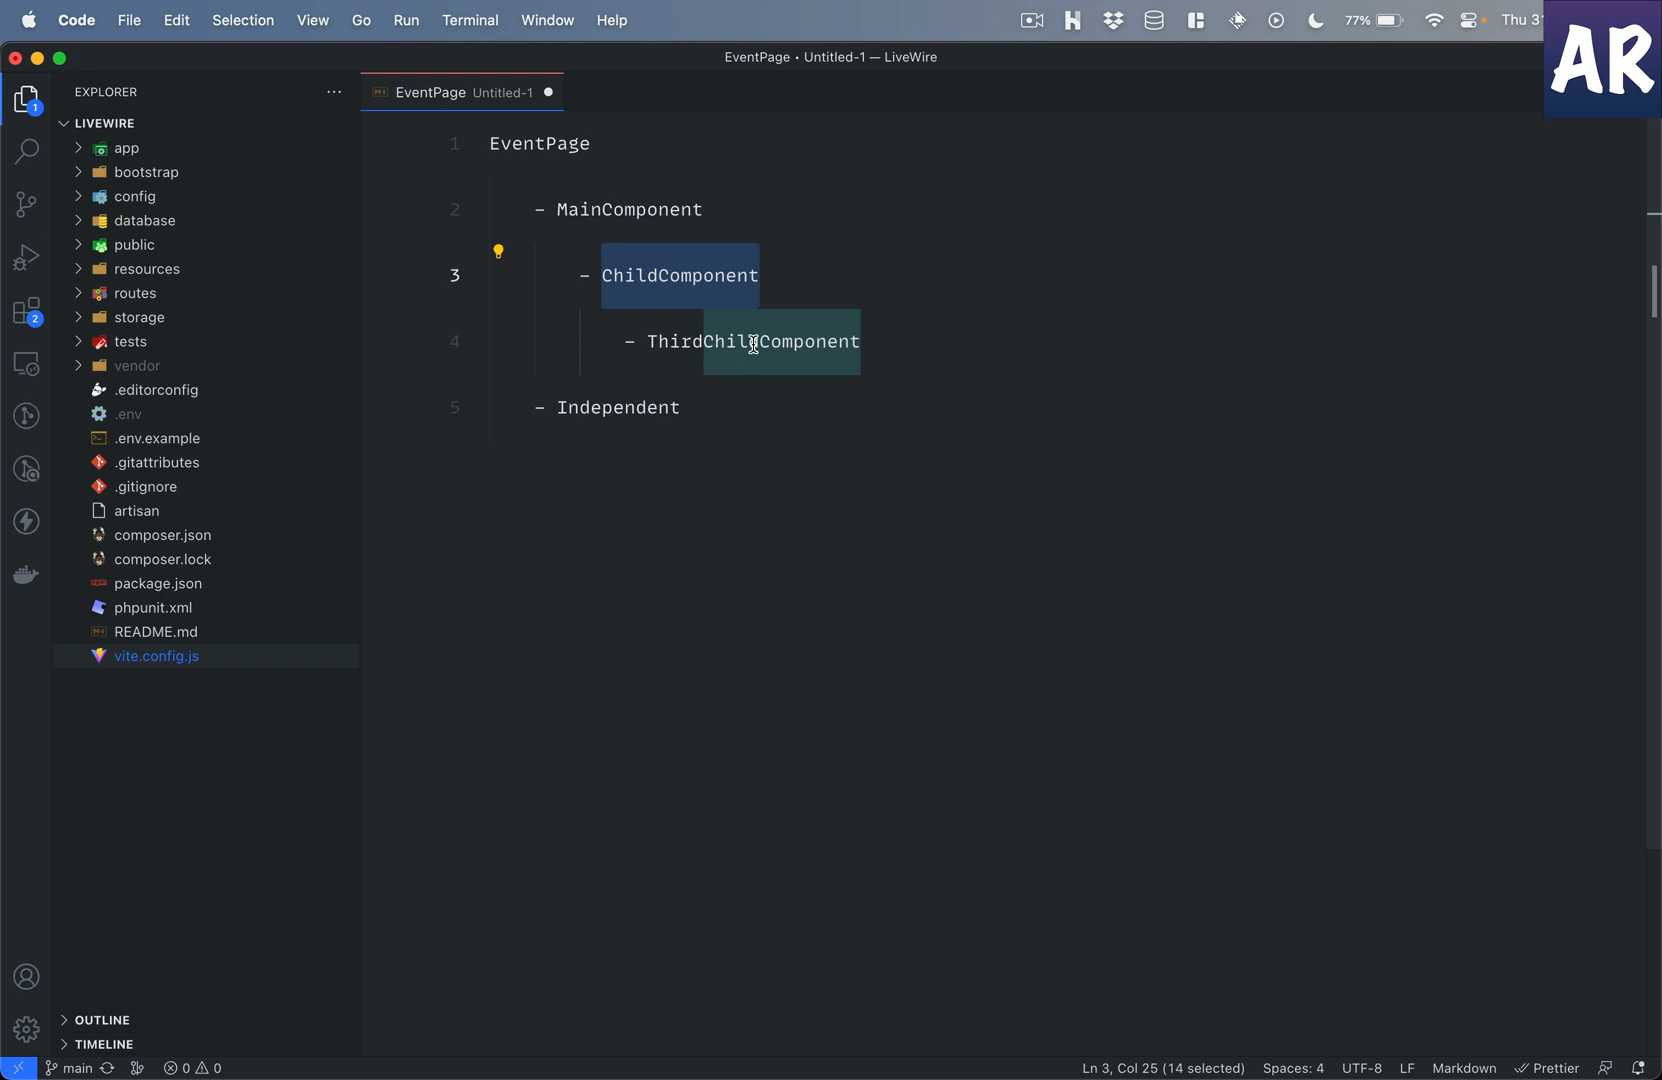 Code File Edit Selection View Go Run Terminal Window Help 77% Thu 31
EventPage • Untitled-1 — LiveWire
AR
EXPLORER
EventPage Untitled-1
LIVEWIRE
app
bootstrap
config
database
public
resources
routes
storage
tests
vendor
.editorconfig
.env
.env.example
.gitattributes
.gitignore
artisan
composer.json
composer.lock
package.json
phpunit.xml
README.md
vite.config.js
1 EventPage
2 - MainComponent
3 - ChildComponent
4 - ThirdChildComponent
5 - Independent
1
2
OUTLINE
TIMELINE
main 0 0 Ln 3, Col 25 (14 selected) Spaces: 4 UTF-8 LF Markdown Prettier